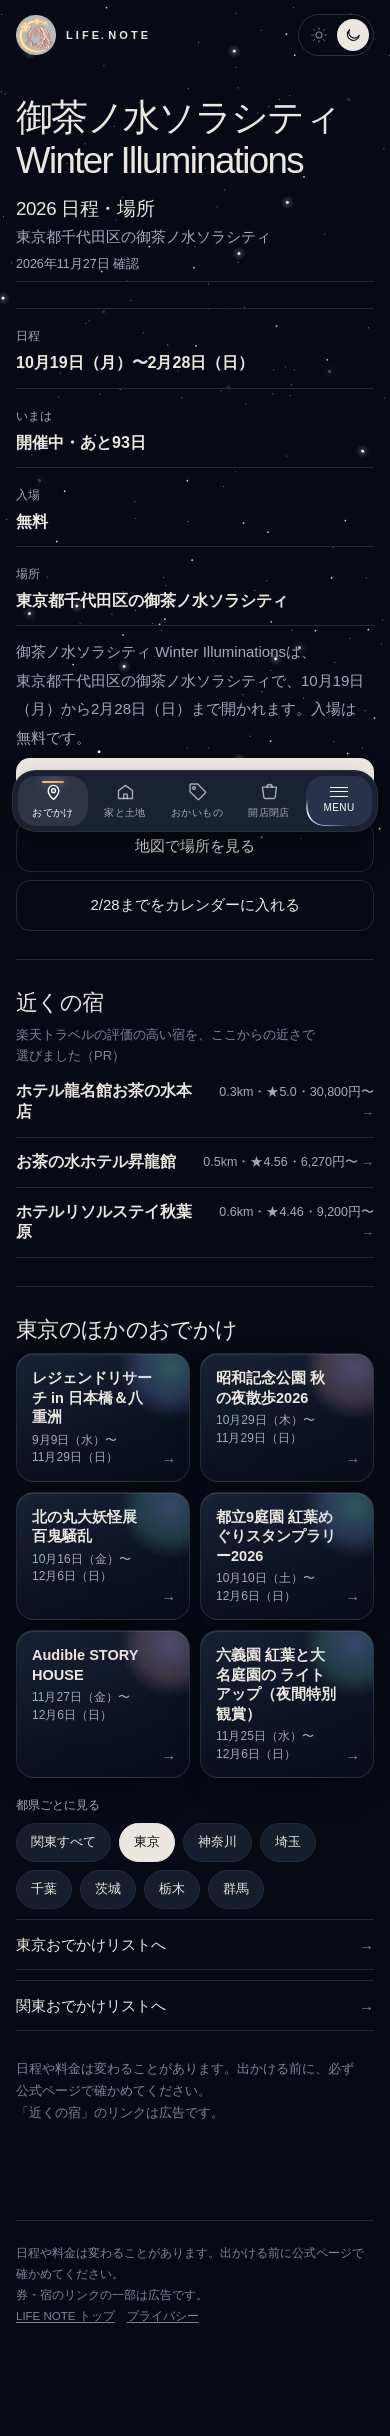 LIFE.NOTE
御茶ノ水ソラシティ
Winter Illuminations
2026 日程・場所
東京都千代田区の御茶ノ水ソラシティ
2026年11月27日 確認
日程
10月19日（月）〜2月28日（日）
いまは
開催中・あと93日
入場
無料
場所
東京都千代田区の御茶ノ水ソラシティ
御茶ノ水ソラシティ Winter Illuminationsは、
東京都千代田区の御茶ノ水ソラシティで、10月19日
（月）から2月28日（日）まで開かれます。入場は
無料です。
おでかけ
家と土地
おかいもの
開店閉店
MENU
地図で場所を見る
2/28までをカレンダーに入れる
近くの宿
楽天トラベルの評価の高い宿を、ここからの近さで
選びました（PR）
ホテル龍名館お茶の水本
店
0.3km・★5.0・30,800円〜
→
お茶の水ホテル昇龍館
0.5km・★4.56・6,270円〜 →
ホテルリソルステイ秋葉
原
0.6km・★4.46・9,200円〜
→
東京のほかのおでかけ
レジェンドリサー
チ in 日本橋＆八
重洲
9月9日（水）〜
11月29日（日）
→
昭和記念公園 秋
の夜散歩2026
10月29日（木）〜
11月29日（日）
→
北の丸大妖怪展
百鬼騒乱
10月16日（金）〜
12月6日（日）
→
都立9庭園 紅葉め
ぐりスタンプラリ
ー2026
10月10日（土）〜
12月6日（日）
→
Audible STORY
HOUSE
11月27日（金）〜
12月6日（日）
→
六義園 紅葉と大
名庭園の ライト
アップ（夜間特別
観賞）
11月25日（水）〜
12月6日（日）
→
都県ごとに見る
関東すべて
東京
神奈川
埼玉
千葉
茨城
栃木
群馬
東京おでかけリストへ
→
関東おでかけリストへ
→
日程や料金は変わることがあります。出かける前に、必ず
公式ページで確かめてください。
「近くの宿」のリンクは広告です。
日程や料金は変わることがあります。出かける前に公式ページで
確かめてください。
券・宿のリンクの一部は広告です。
LIFE NOTE トップ プライバシー